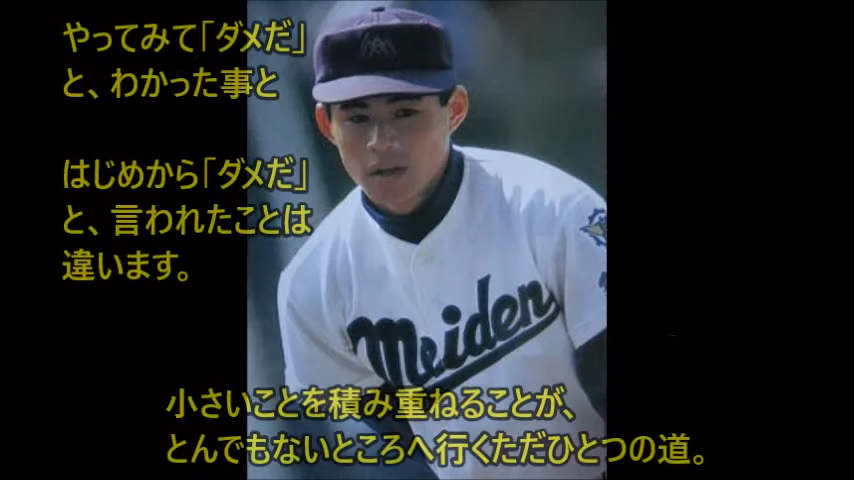 やってみて「ダメだ」
と、わかった事と
はじめから「ダメだ」
と、言われたことは
違います。
Meiden
小さいことを積み重ねることが、
とんでもないところへ行くただひとつの道。